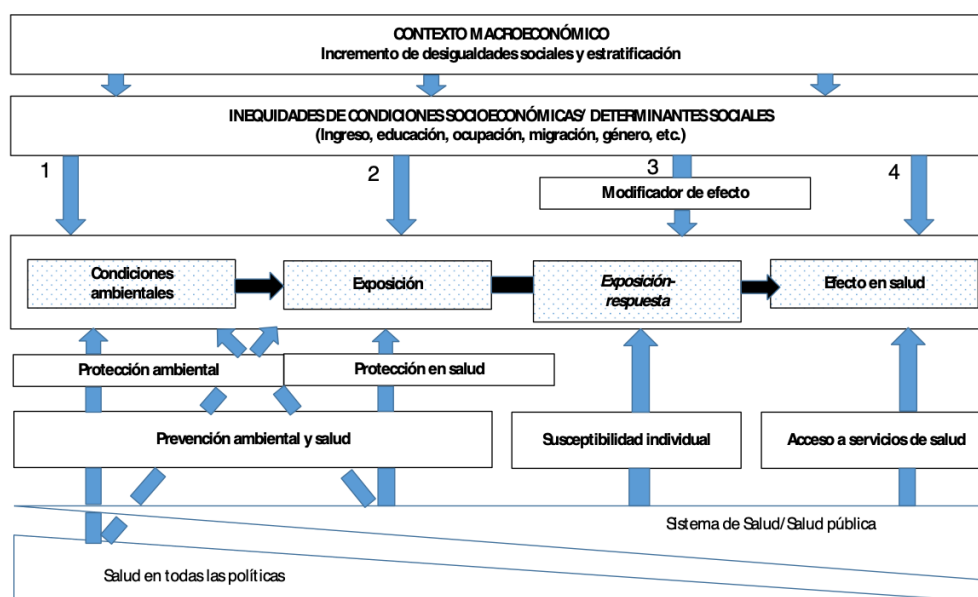 CONTEXTO MACROECONÓMICO
Incremento de desigualdades sociales y estratificación
INEQUIDADES DE CONDICIONES SOCIOECONÓMICAS/ DETERMINANTES SOCIALES
(Ingreso, educación, ocupación, migración, género, etc.)
1
2
3
4
Modificador de efecto
Condiciones
ambientales
Exposición
Exposición-
respuesta
Efecto en salud
Protección ambiental
Protección en salud
Prevención ambiental y salud
Susceptibilidad individual
Acceso a servicios de salud
Sistema de Salud/Salud pública
Salud en todas las políticas